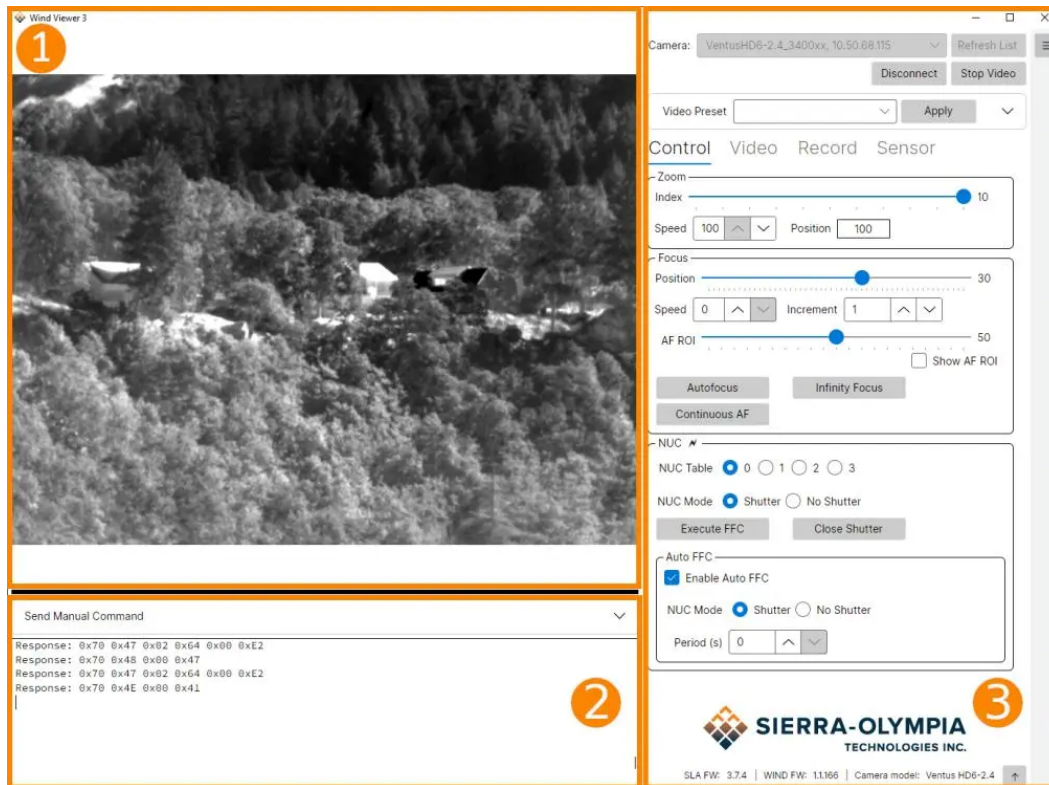 Wind Viewer 3
1
Send Manual Command
Response: 0x70 0x47 0x02 0x64 0x00 0xE2
Response: 0x70 0x48 0x00 0x47
Response: 0x70 0x47 0x02 0x64 0x00 0xE2
Response: 0x70 0x4E 0x00 0x41
2
Camera: VentusHD6-2.4_3400xx, 10.50.68.115 Refresh List
Disconnect Stop Video
Video Preset Apply
Control Video Record Sensor
Zoom
Index 10
Speed 100 Position 100
Focus
Position 30
Speed 0 Increment 1
AF ROI 50
Show AF ROI
Autofocus Infinity Focus
Continuous AF
NUC
NUC Table 0 1 2 3
NUC Mode Shutter No Shutter
Execute FFC Close Shutter
Auto FFC
Enable Auto FFC
NUC Mode Shutter No Shutter
Period (s) 0
3
SIERRA-OLYMPIA
TECHNOLOGIES INC.
SLA FW: 3.7.4 | WIND FW: 1.1.166 | Camera model: Ventus HD6-2.4